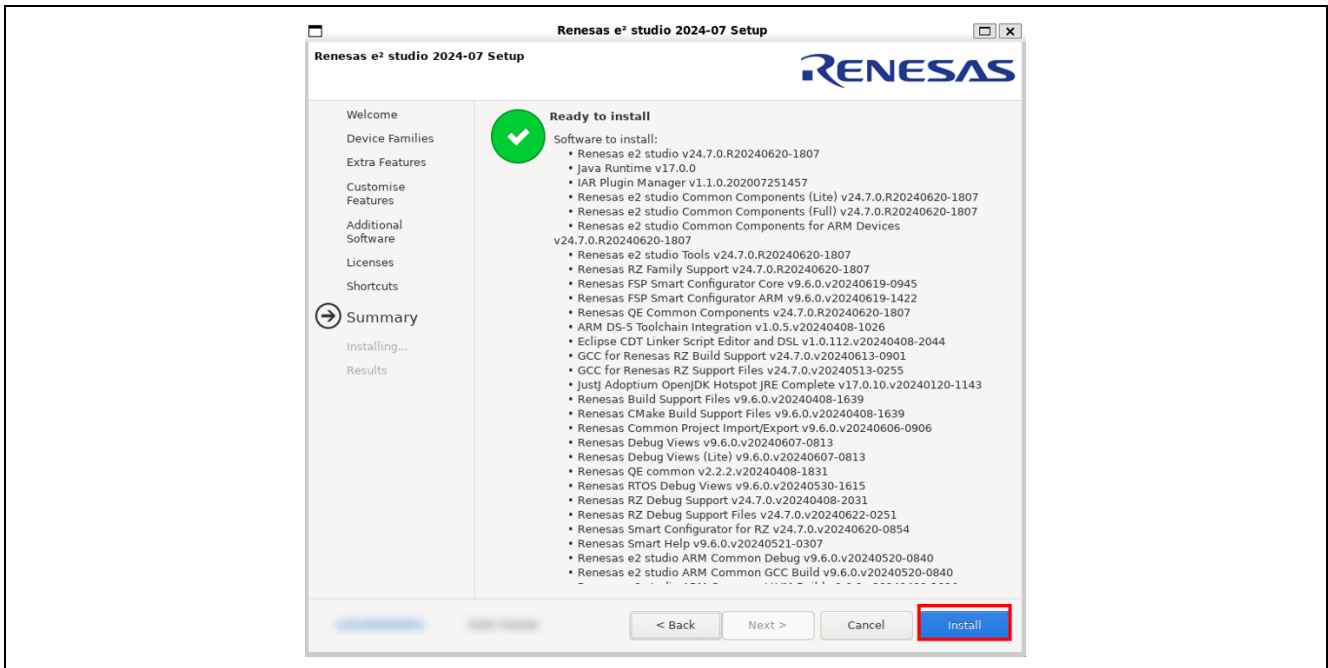 Renesas e² studio 2024-07 Setup
Renesas e² studio 2024-07 Setup
RENESAS
Welcome
Device Families
Extra Features
Customise
Features
Additional
Software
Licenses
Shortcuts
Summary
Installing...
Results
Ready to install
Software to install:
• Renesas e2 studio v24.7.0.R20240620-1807
• Java Runtime v17.0.0
• IAR Plugin Manager v1.1.0.202007251457
• Renesas e2 studio Common Components (Lite) v24.7.0.R20240620-1807
• Renesas e2 studio Common Components (Full) v24.7.0.R20240620-1807
• Renesas e2 studio Common Components for ARM Devices
v24.7.0.R20240620-1807
• Renesas e2 studio Tools v24.7.0.R20240620-1807
• Renesas RZ Family Support v24.7.0.R20240620-1807
• Renesas FSP Smart Configurator Core v9.6.0.v20240619-0945
• Renesas FSP Smart Configurator ARM v9.6.0.v20240619-1422
• Renesas QE Common Components v24.7.0.R20240620-1807
• ARM DS-5 Toolchain Integration v1.0.5.v20240408-1026
• Eclipse CDT Linker Script Editor and DSL v1.0.112.v20240408-2044
• GCC for Renesas RZ Build Support v24.7.0.v20240613-0901
• GCC for Renesas RZ Support Files v24.7.0.v20240513-0255
• JustJ Adoptium OpenJDK Hotspot JRE Complete v17.0.10.v20240120-1143
• Renesas Build Support Files v9.6.0.v20240408-1639
• Renesas CMake Build Support Files v9.6.0.v20240408-1639
• Renesas Common Project Import/Export v9.6.0.v20240606-0906
• Renesas Debug Views v9.6.0.v20240607-0813
• Renesas Debug Views (Lite) v9.6.0.v20240607-0813
• Renesas QE common v2.2.2.v20240408-1831
• Renesas RTOS Debug Views v9.6.0.v20240530-1615
• Renesas RZ Debug Support v24.7.0.v20240408-2031
• Renesas RZ Debug Support Files v24.7.0.v20240622-0251
• Renesas Smart Configurator for RZ v24.7.0.v20240620-0854
• Renesas Smart Help v9.6.0.v20240521-0307
• Renesas e2 studio ARM Common Debug v9.6.0.v20240520-0840
• Renesas e2 studio ARM Common GCC Build v9.6.0.v20240520-0840
< Back
Next >
Cancel
Install